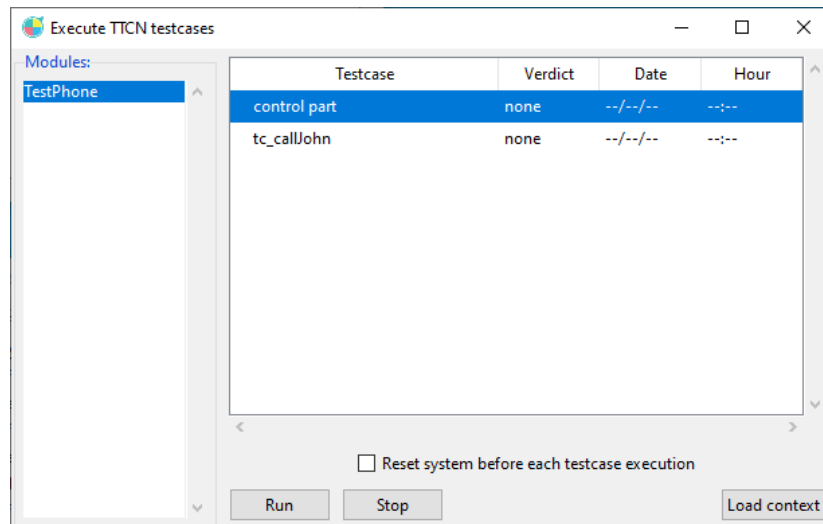 Execute TTCN testcases
Modules:
TestPhone
Testcase Verdict Date Hour
control part none --/--/-- --:--
tc_callJohn none --/--/-- --:--
Reset system before each testcase execution
Run Stop Load context